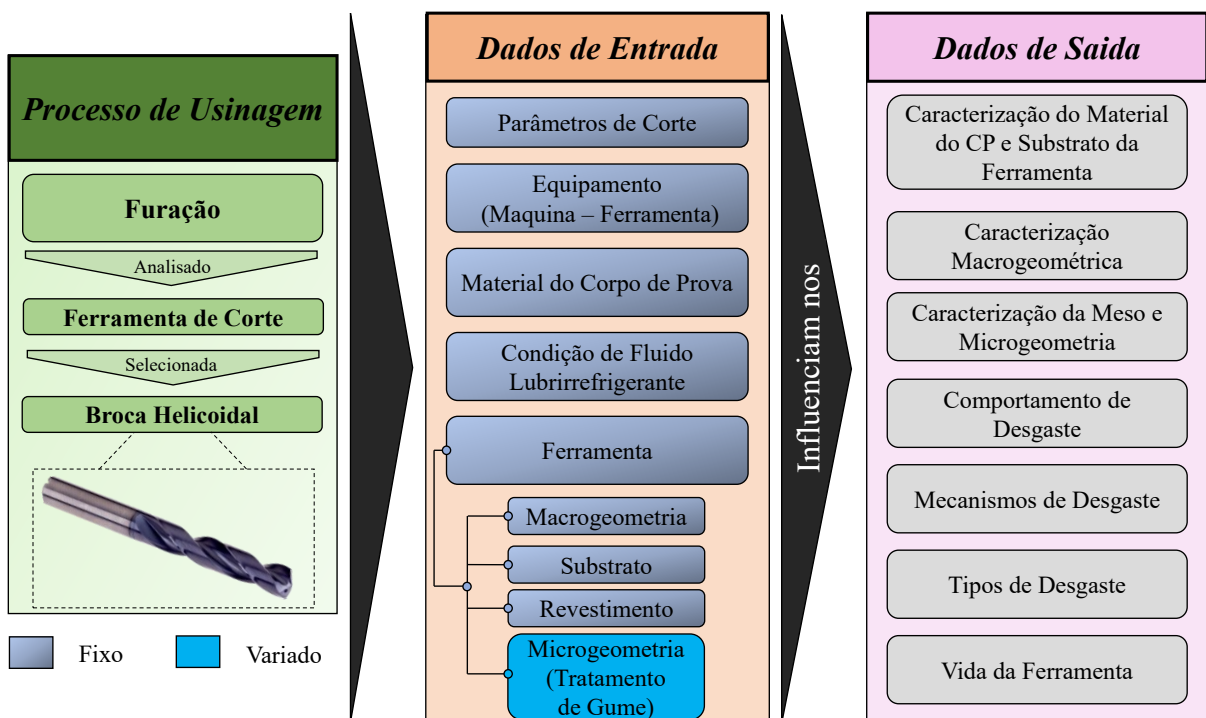 Processo de Usinagem
Furação
Analisado
Ferramenta de Corte
Selecionada
Broca Helicoidal
Fixo
Variado
Dados de Entrada
Parâmetros de Corte
Equipamento
(Maquina – Ferramenta)
Material do Corpo de Prova
Condição de Fluido
Lubrirrefrigerante
Ferramenta
Macrogeometria
Substrato
Revestimento
Microgeometria
(Tratamento
de Gume)
Influenciam nos
Dados de Saida
Caracterização do Material
do CP e Substrato da
Ferramenta
Caracterização
Macrogeométrica
Caracterização da Meso e
Microgeometria
Comportamento de
Desgaste
Mecanismos de Desgaste
Tipos de Desgaste
Vida da Ferramenta